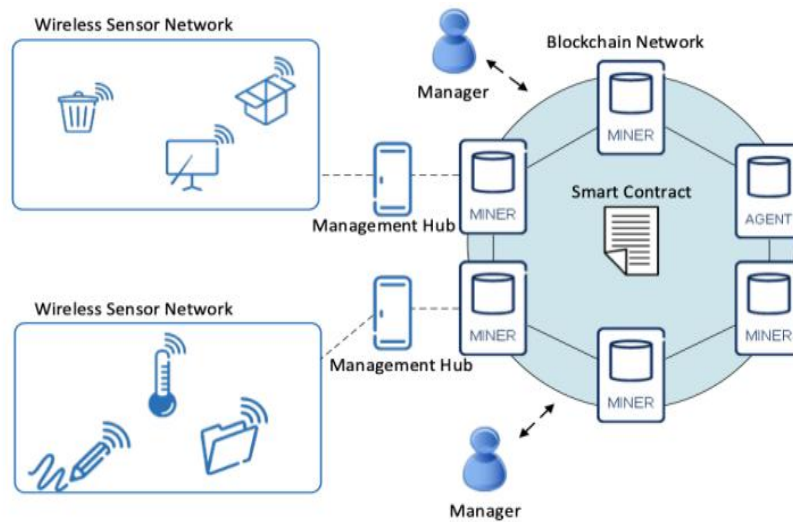 Wireless Sensor Network
Manager
Blockchain Network
MINER
MINER
AGENT
Smart Contract
Management Hub
Wireless Sensor Network
MINER
MINER
Management Hub
MINER
Manager